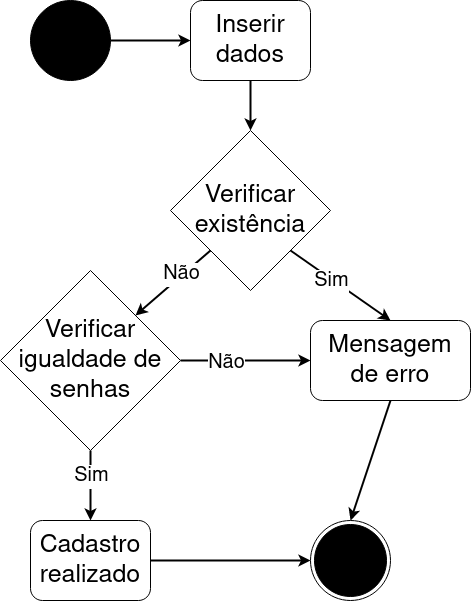 Inserir
dados
Verificar
existência
Não
Sim
Verificar
igualdade de
senhas
Não
Mensagem
de erro
Sim
Cadastro
realizado